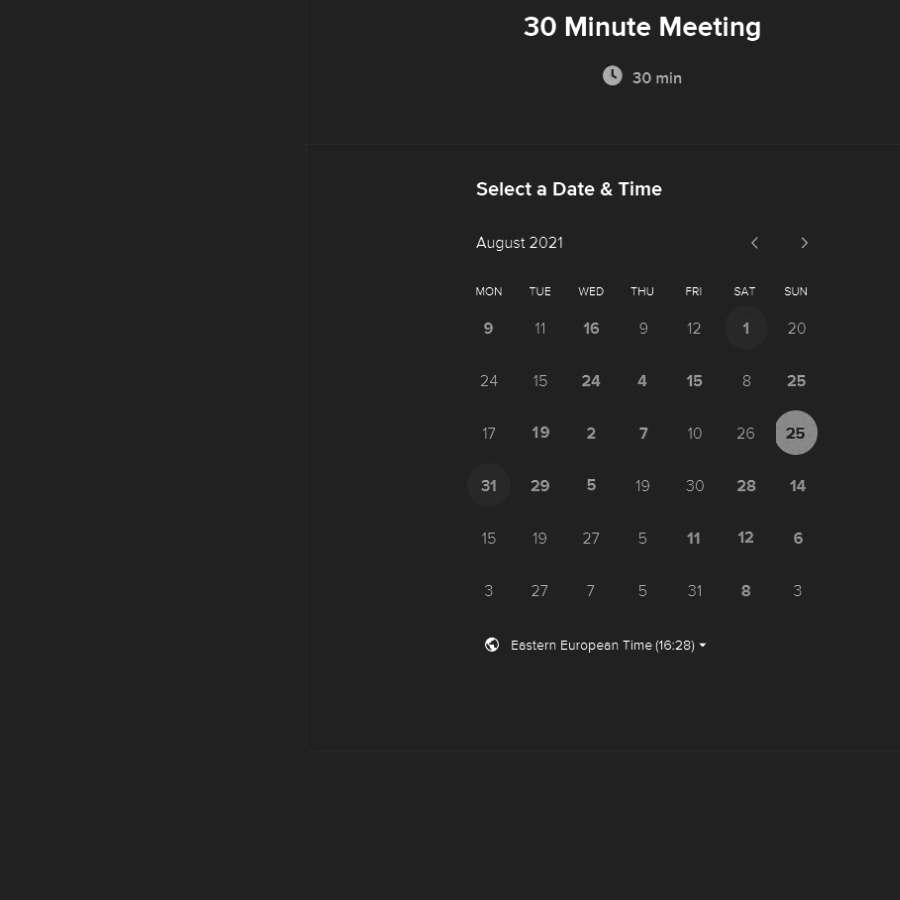 30 Minute Meeting
30 min
Select a Date & Time
August 2021
MON TUE WED THU FRI SAT SUN
9 11 16 9 12 1 20
24 15 24 4 15 8 25
17 19 2 7 10 26 25
31 29 5 19 30 28 14
15 19 27 5 11 12 6
3 27 7 5 31 8 3
Eastern European Time (16:28)